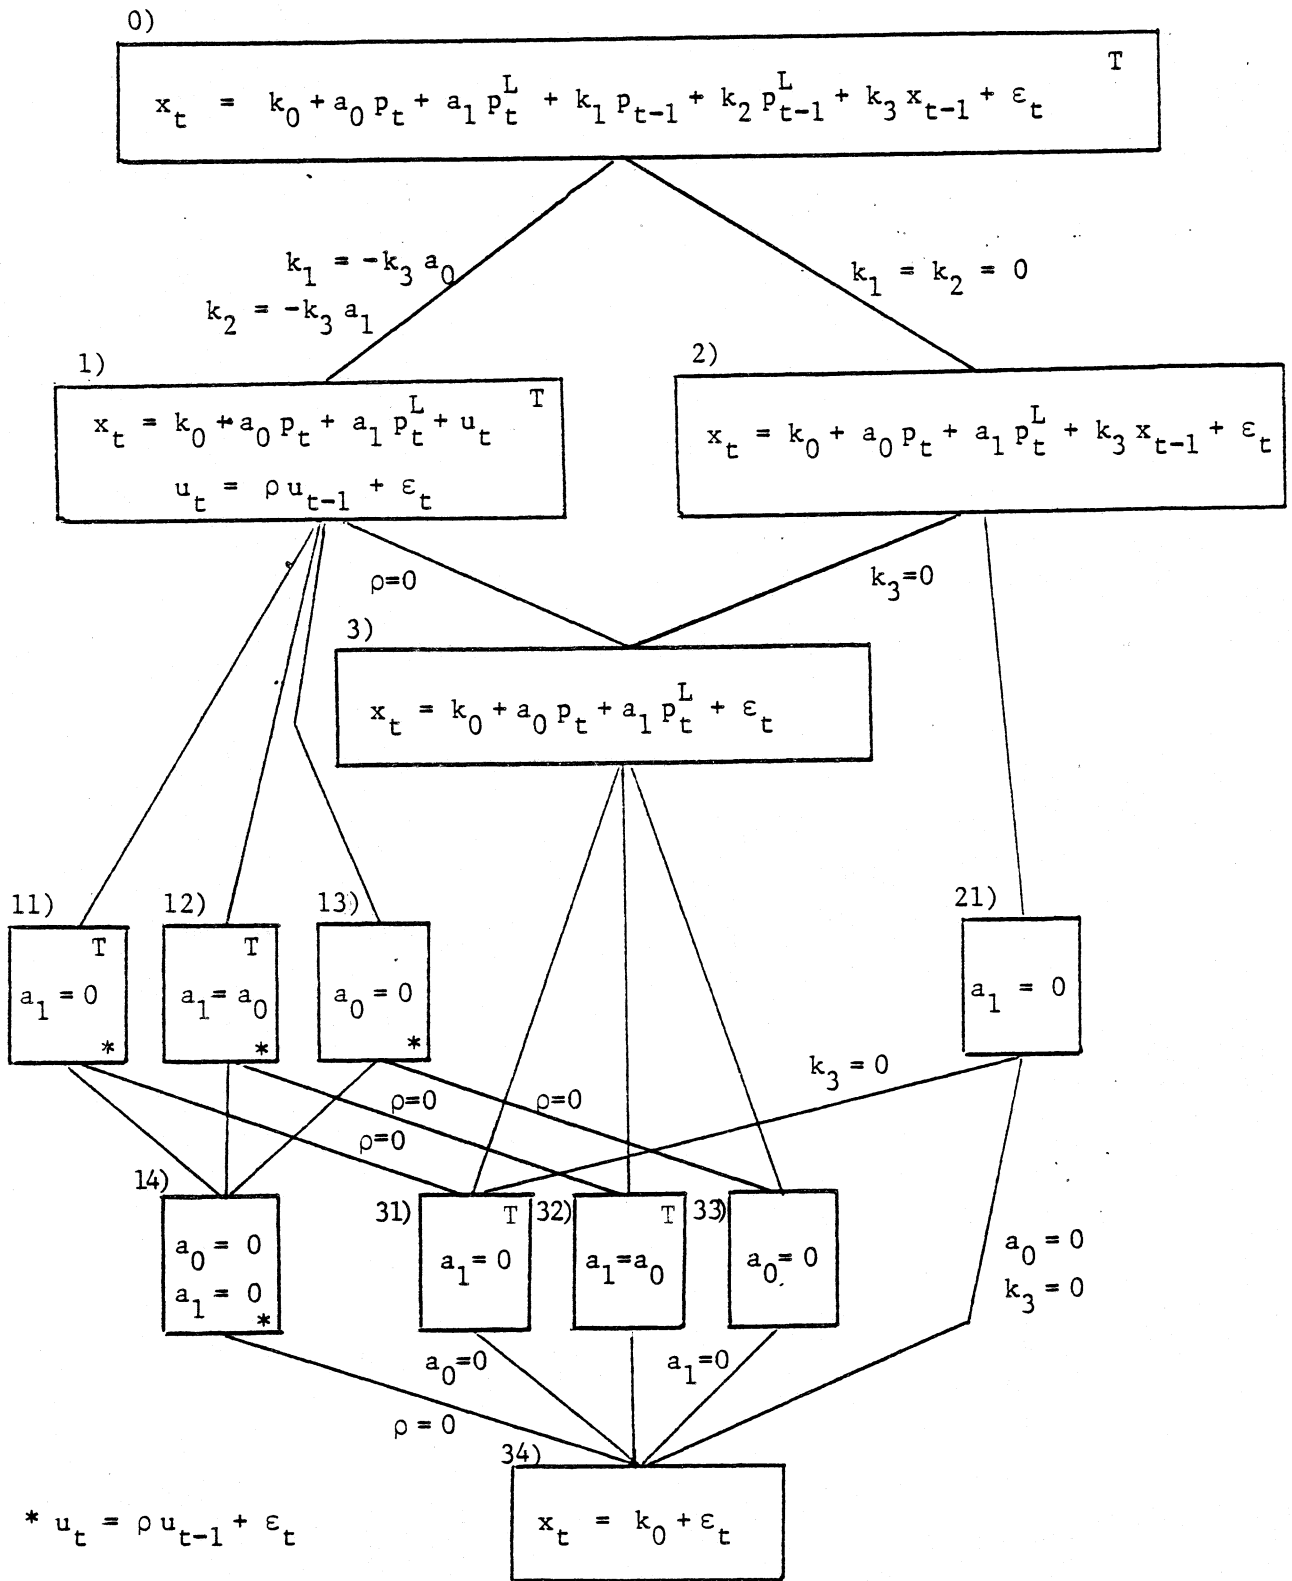 0)
T
x_t = k_0 + a_0 p_t + a_1 p_t^L + k_1 p_{t-1} + k_2 p_{t-1}^L + k_3 x_{t-1} + ε_t
k_1 = -k_3 a_0
k_2 = -k_3 a_1
k_1 = k_2 = 0
1)
T
x_t = k_0 + a_0 p_t + a_1 p_t^L + u_t
u_t = ρ u_{t-1} + ε_t
2)
x_t = k_0 + a_0 p_t + a_1 p_t^L + k_3 x_{t-1} + ε_t
ρ=0
k_3=0
3)
x_t = k_0 + a_0 p_t + a_1 p_t^L + ε_t
11)
T
a_1 = 0
*
12)
T
a_1 = a_0
*
13)
a_0 = 0
*
21)
a_1 = 0
k_3 = 0
ρ=0
ρ=0
ρ=0
14)
a_0 = 0
a_1 = 0
*
31)
T
a_1 = 0
32)
T
a_1=a_0
33)
a_0= 0
a_0 = 0
k_3 = 0
a_0=0
a_1=0
ρ = 0
34)
x_t = k_0 + ε_t
* u_t = ρ u_{t-1} + ε_t